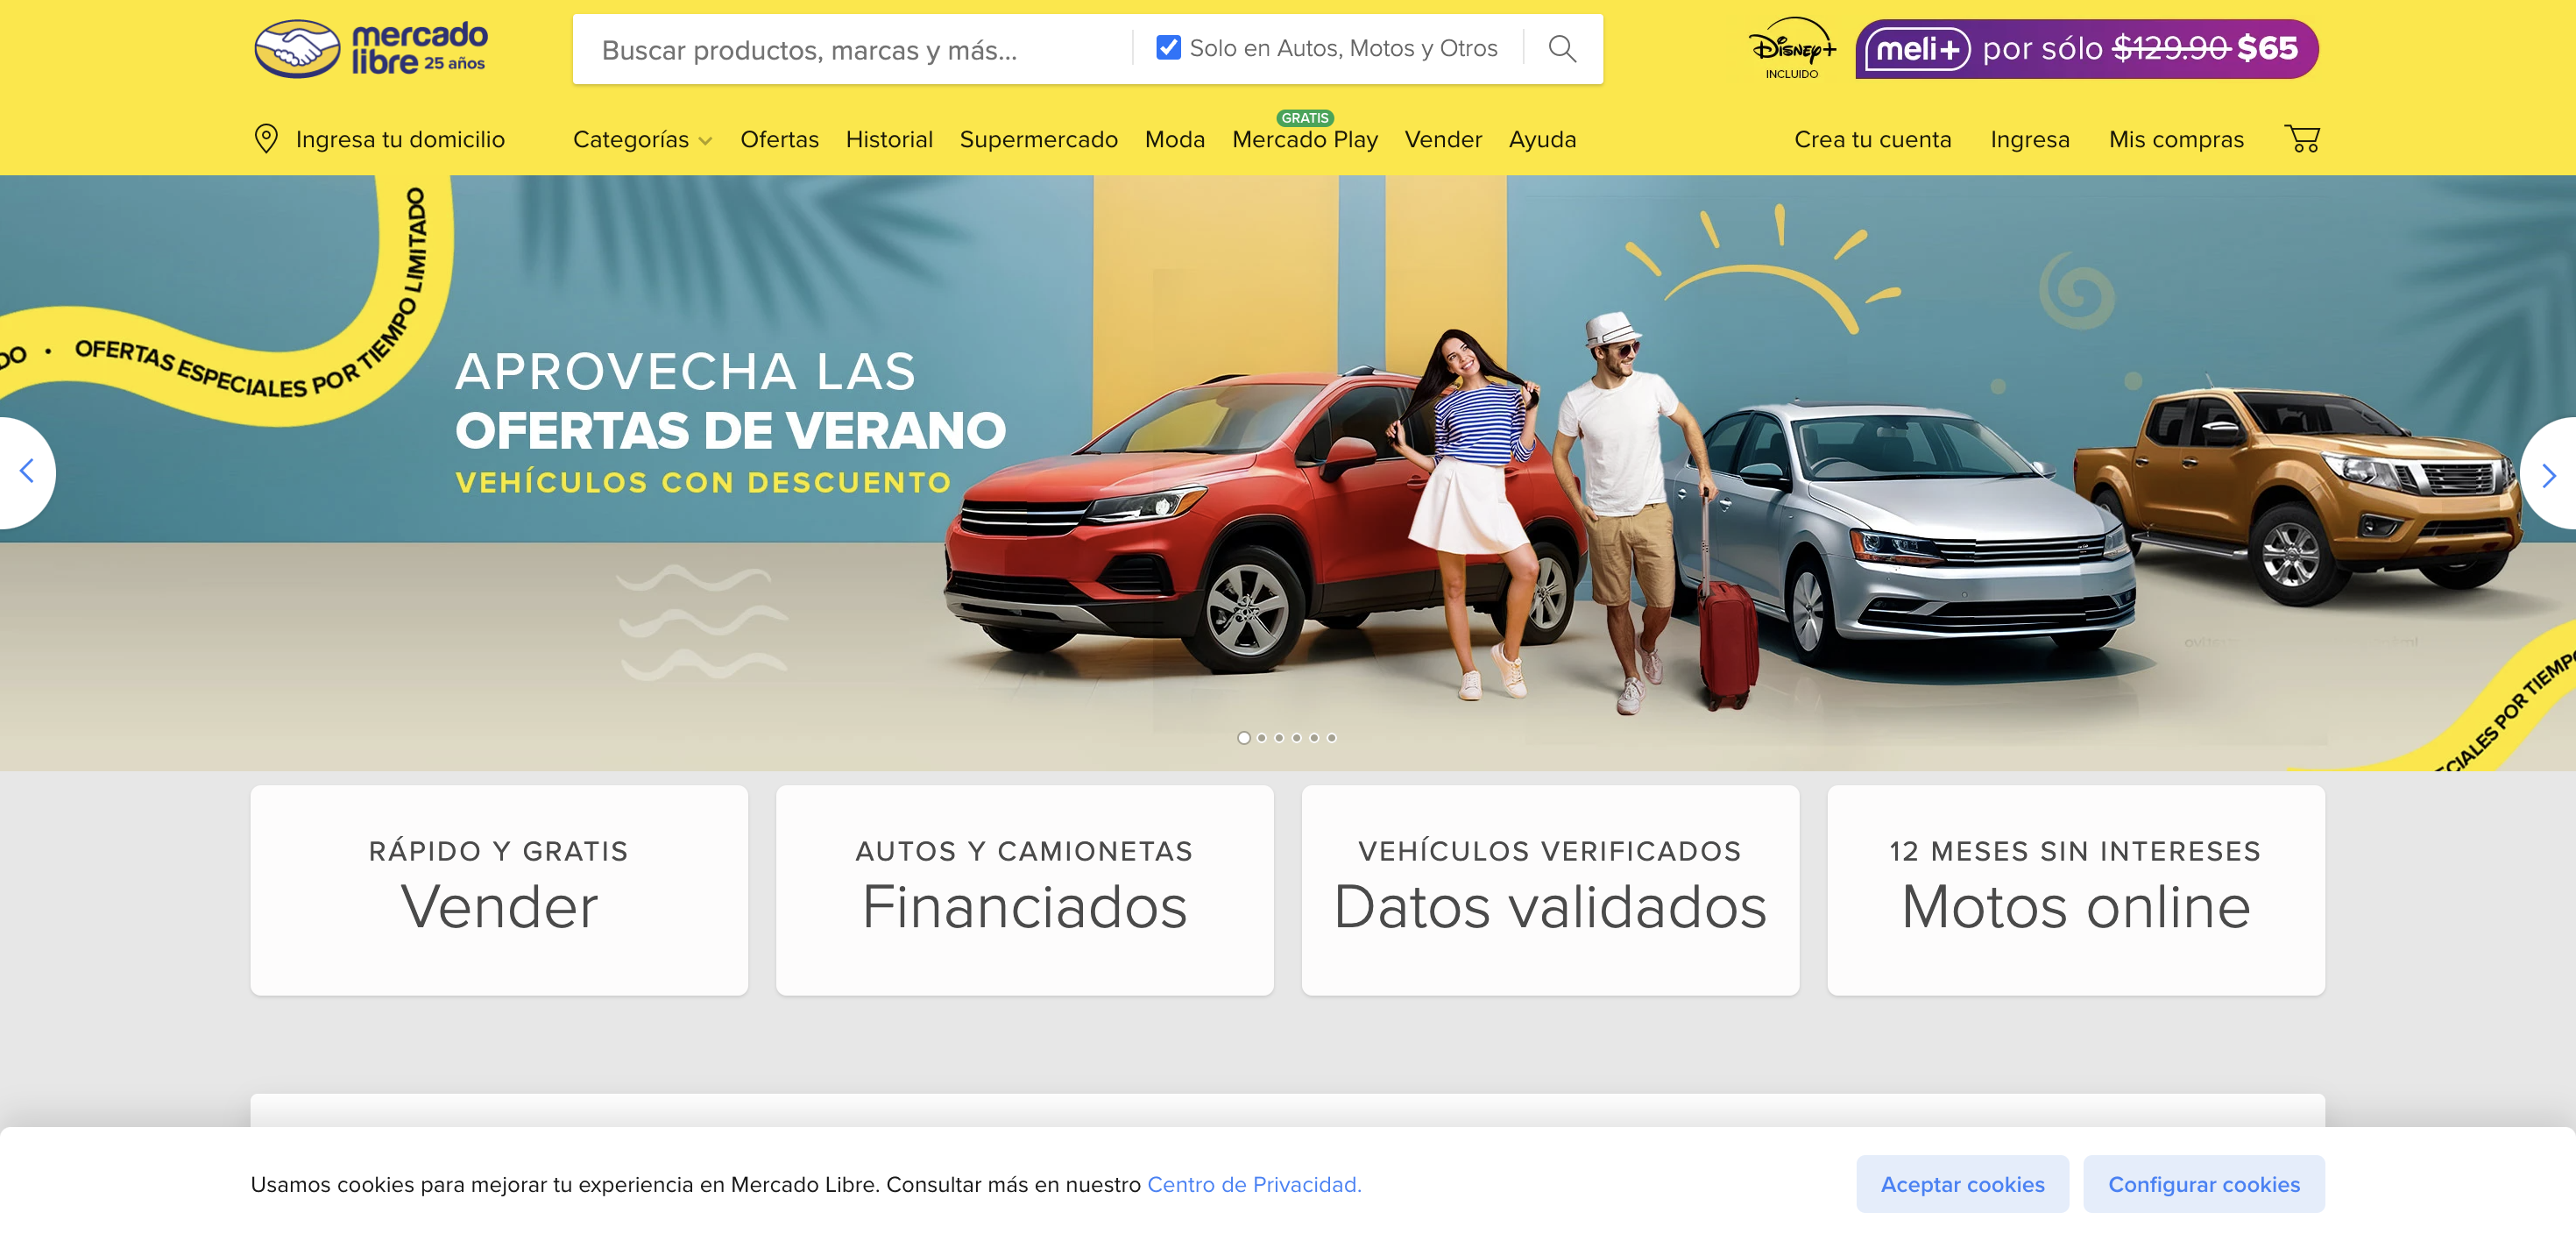 mercado
libre 25 años
Buscar productos, marcas y más...
Solo en Autos, Motos y Otros
Disney+
INCLUIDO
meli+ por sólo $129.90 $65
Ingresa tu domicilio
Categorías
Ofertas
Historial
Supermercado
Moda
GRATIS
Mercado Play
Vender
Ayuda
Crea tu cuenta
Ingresa
Mis compras
DO • OFERTAS ESPECIALES POR TIEMPO LIMITADO
APROVECHA LAS
OFERTAS DE VERANO
VEHÍCULOS CON DESCUENTO
ECIALES POR TIEMPO
RÁPIDO Y GRATIS
Vender
AUTOS Y CAMIONETAS
Financiados
VEHÍCULOS VERIFICADOS
Datos validados
12 MESES SIN INTERESES
Motos online
Usamos cookies para mejorar tu experiencia en Mercado Libre. Consultar más en nuestro Centro de Privacidad.
Aceptar cookies
Configurar cookies